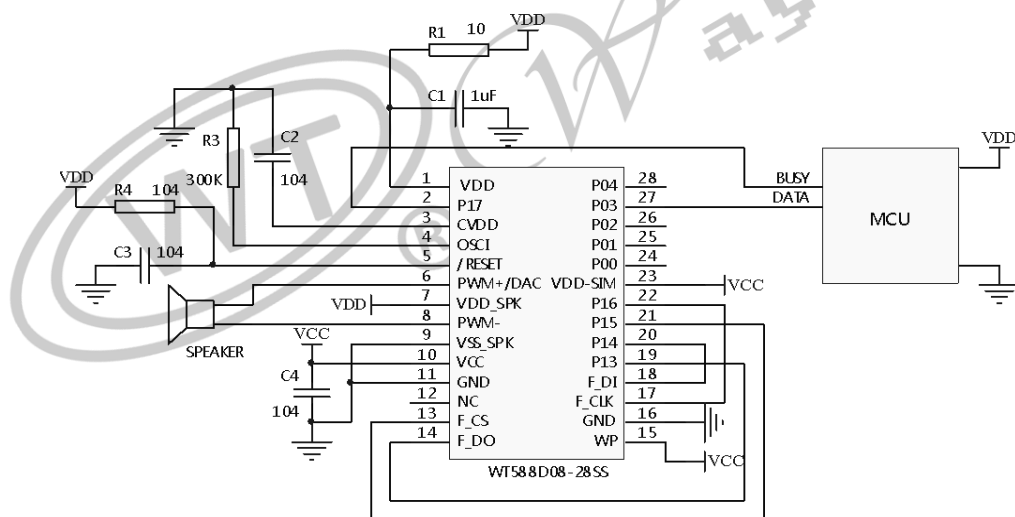 VDD
R1 10
C1 1uF
R3
300K
C2
104
VDD
R4 104
C3 104
SPEAKER
VDD
VCC
C4
104
1 VDD P04 28
2 P17 P03 27
3 CVDD P02 26
4 OSCI P01 25
5 /RESET P00 24
6 PWM+/DAC VDD-SIM 23
7 VDD_SPK P16 22
8 PWM- P15 21
9 VSS_SPK P14 20
10 VCC P13 19
11 GND F_DI 18
12 NC F_CLK 17
13 F_CS GND 16
14 F_DO WP 15
WT588D08-28SS
VCC
VCC
BUSY
DATA
MCU
VDD
WT
®
Way